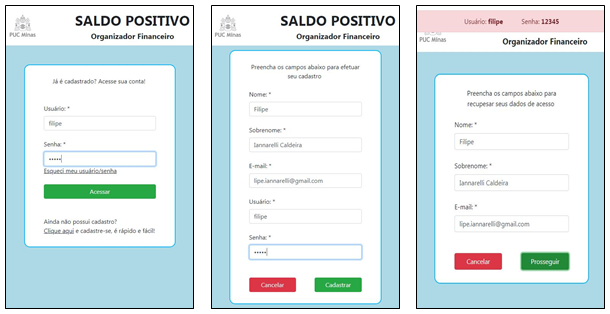 PUC Minas
SALDO POSITIVO
Organizador Financeiro
Já é cadastrado? Acesse sua conta!
Usuário: *
filipe
Senha: *
•••••
Esqueci meu usuário/senha
Acessar
Ainda não possui cadastro?
Clique aqui e cadastre-se, é rápido e fácil!
PUC Minas
SALDO POSITIVO
Organizador Financeiro
Preencha os campos abaixo para efetuar
seu cadastro
Nome: *
Filipe
Sobrenome: *
Iannarelli Caldeira
E-mail: *
lipe.iannarelli@gmail.com
Usuário: *
filipe
Senha: *
•••••
Cancelar
Cadastrar
Usuário: filipe Senha: 12345
PUC Minas
Organizador Financeiro
Preencha os campos abaixo para
recupesar seus dados de acesso
Nome: *
Filipe
Sobrenome: *
Iannarelli Caldeira
E-mail: *
lipe.iannarelli@gmail.com
Cancelar
Prosseguir